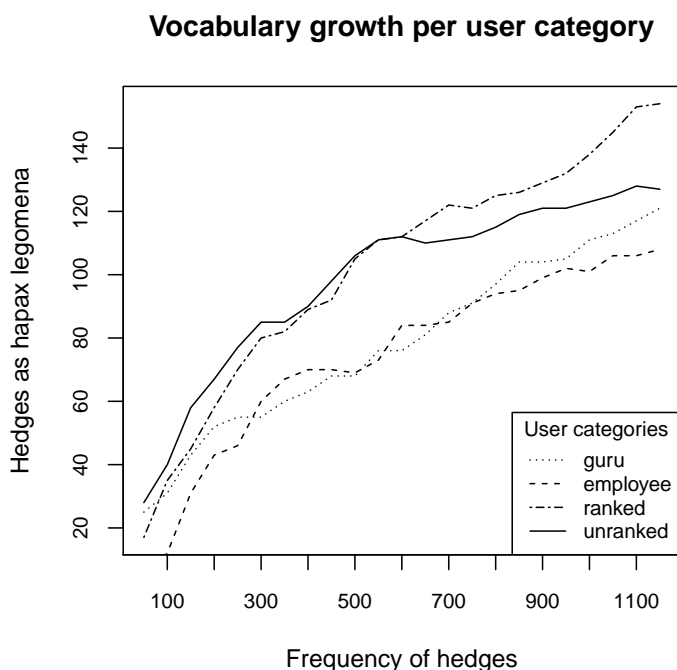 Vocabulary growth per user category
Hedges as hapax legomena
140
120
100
80
60
40
20
User categories
guru
employee
ranked
unranked
100 300 500 700 900 1100
Frequency of hedges